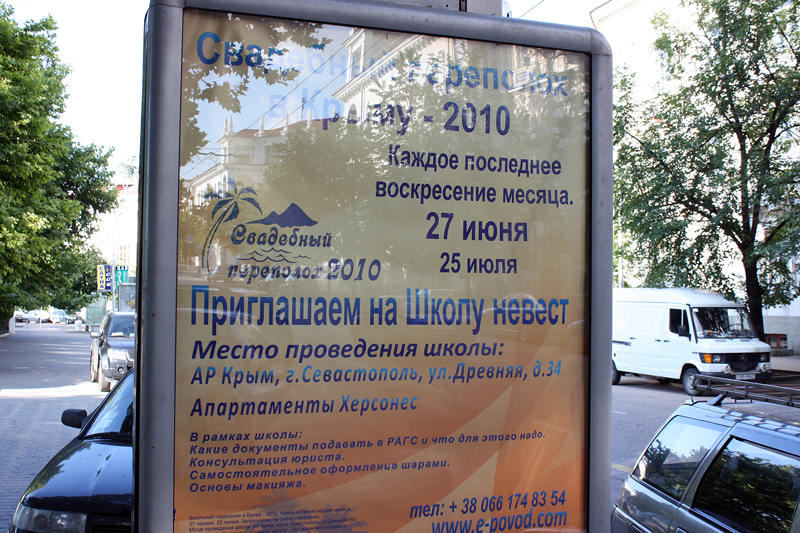 Свадебный переполох
в Крыму - 2010
Каждое последнее
воскресение месяца.
27 июня
25 июля
Свадебный
переполох 2010
Приглашаем на Школу невест
Место проведения школы:
АР Крым, г.Севастополь, ул.Древняя, д.34
Апартаменты Херсонес
В рамках школы:
Какие документы подавать в РАГС и что для этого надо.
Консультация юриста.
Самостоятельное оформление шарами.
Основы макияжа.
тел: + 38 066 174 83 54
www.e-povod.com